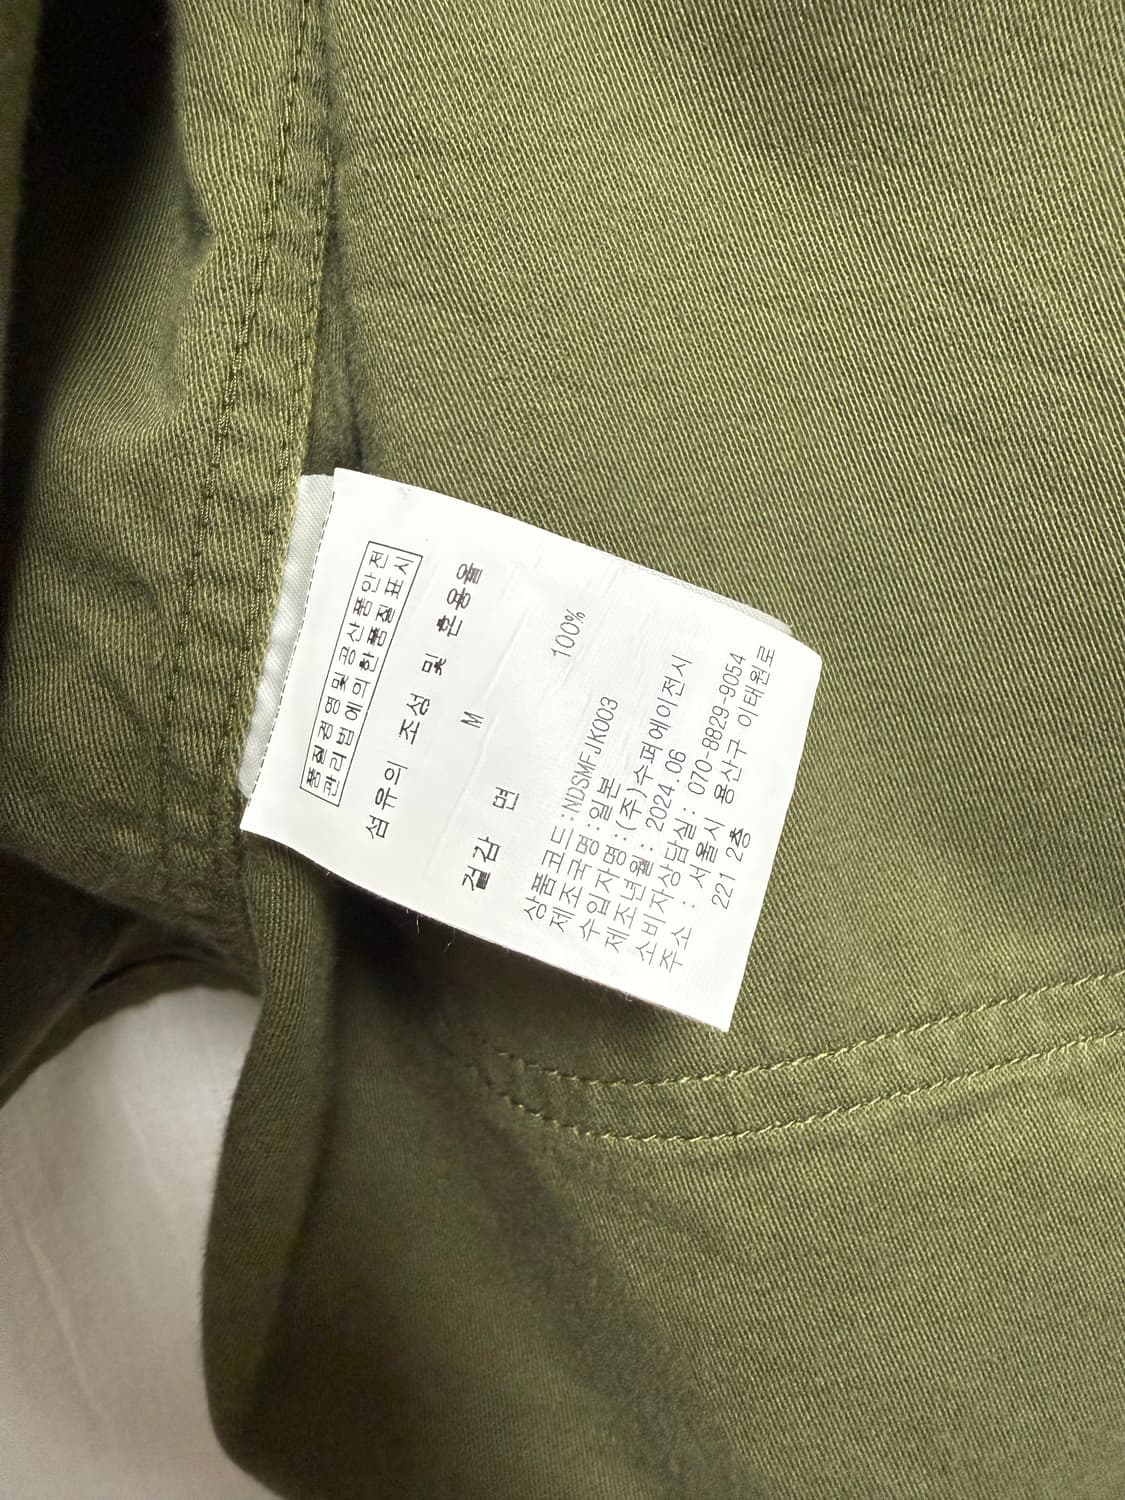 품질경영및공산품안전
관리법에의한품질표시
섬유의 조성 및 혼용율
M
겉감 면 100%
상품코드:NDSMFJK003
제조국명:일본
수입자명:(주)수퍼에이전시
제조년월: 2024.06
소비자상담실: 070-8829-9054
주소 : 서울시 용산구 이태원로
221 2층